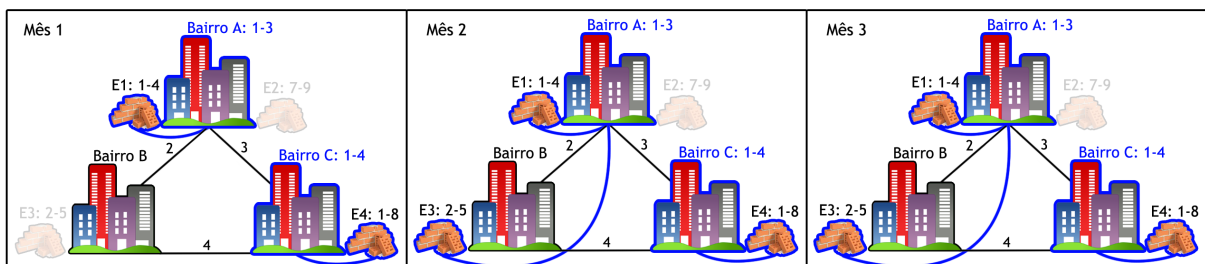 Mês 1
Bairro A: 1-3
E1: 1-4
E2: 7-9
2
3
Bairro B
Bairro C: 1-4
E3: 2-5
4
E4: 1-8
Mês 2
Bairro A: 1-3
E1: 1-4
E2: 7-9
2
3
Bairro B
Bairro C: 1-4
E3: 2-5
4
E4: 1-8
Mês 3
Bairro A: 1-3
E1: 1-4
E2: 7-9
2
3
Bairro B
Bairro C: 1-4
E3: 2-5
4
E4: 1-8